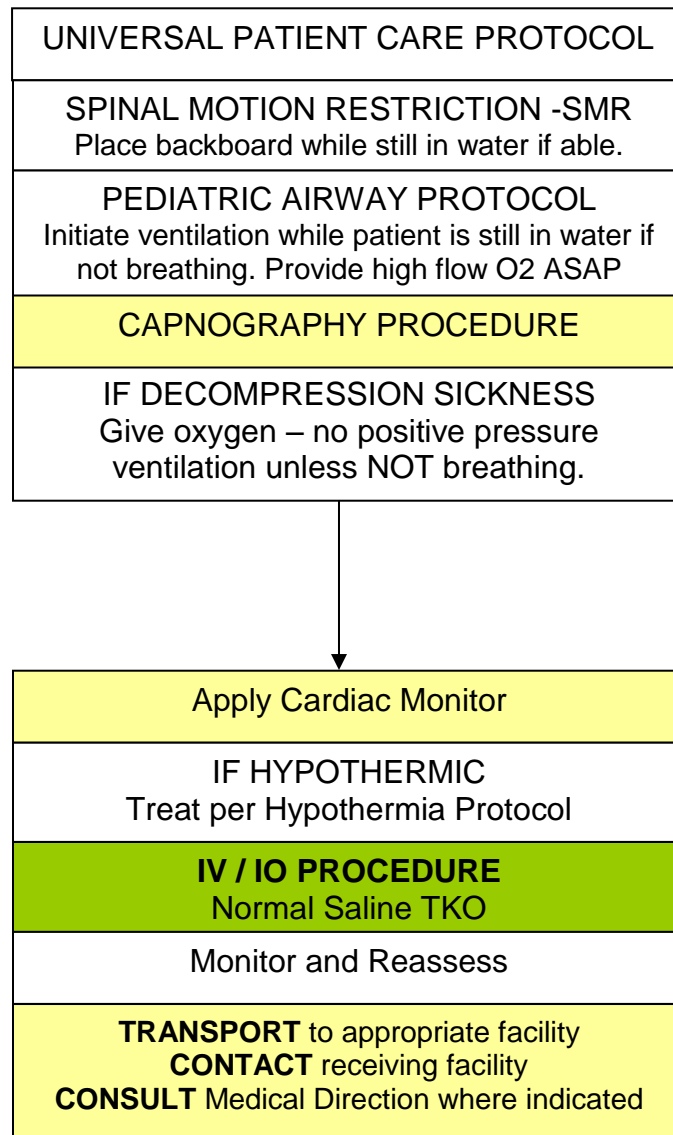 UNIVERSAL PATIENT CARE PROTOCOL
SPINAL MOTION RESTRICTION -SMR
Place backboard while still in water if able.
PEDIATRIC AIRWAY PROTOCOL
Initiate ventilation while patient is still in water if
not breathing. Provide high flow O2 ASAP
CAPNOGRAPHY PROCEDURE
IF DECOMPRESSION SICKNESS
Give oxygen – no positive pressure
ventilation unless NOT breathing.
Apply Cardiac Monitor
IF HYPOTHERMIC
Treat per Hypothermia Protocol
IV / IO PROCEDURE
Normal Saline TKO
Monitor and Reassess
TRANSPORT to appropriate facility
CONTACT receiving facility
CONSULT Medical Direction where indicated